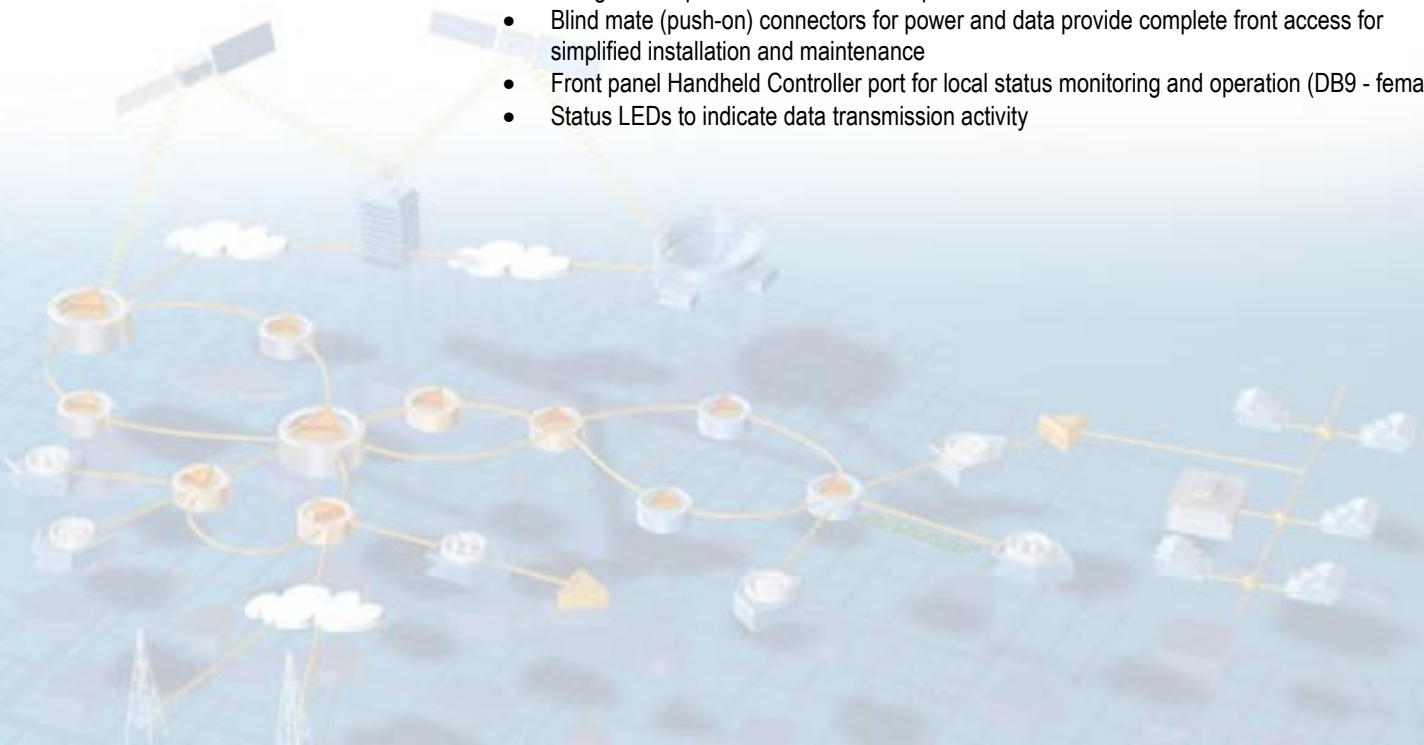 • Blind mate (push-on) connectors for power and data provide complete front access for
simplified installation and maintenance
• Front panel Handheld Controller port for local status monitoring and operation (DB9 - fema
• Status LEDs to indicate data transmission activity